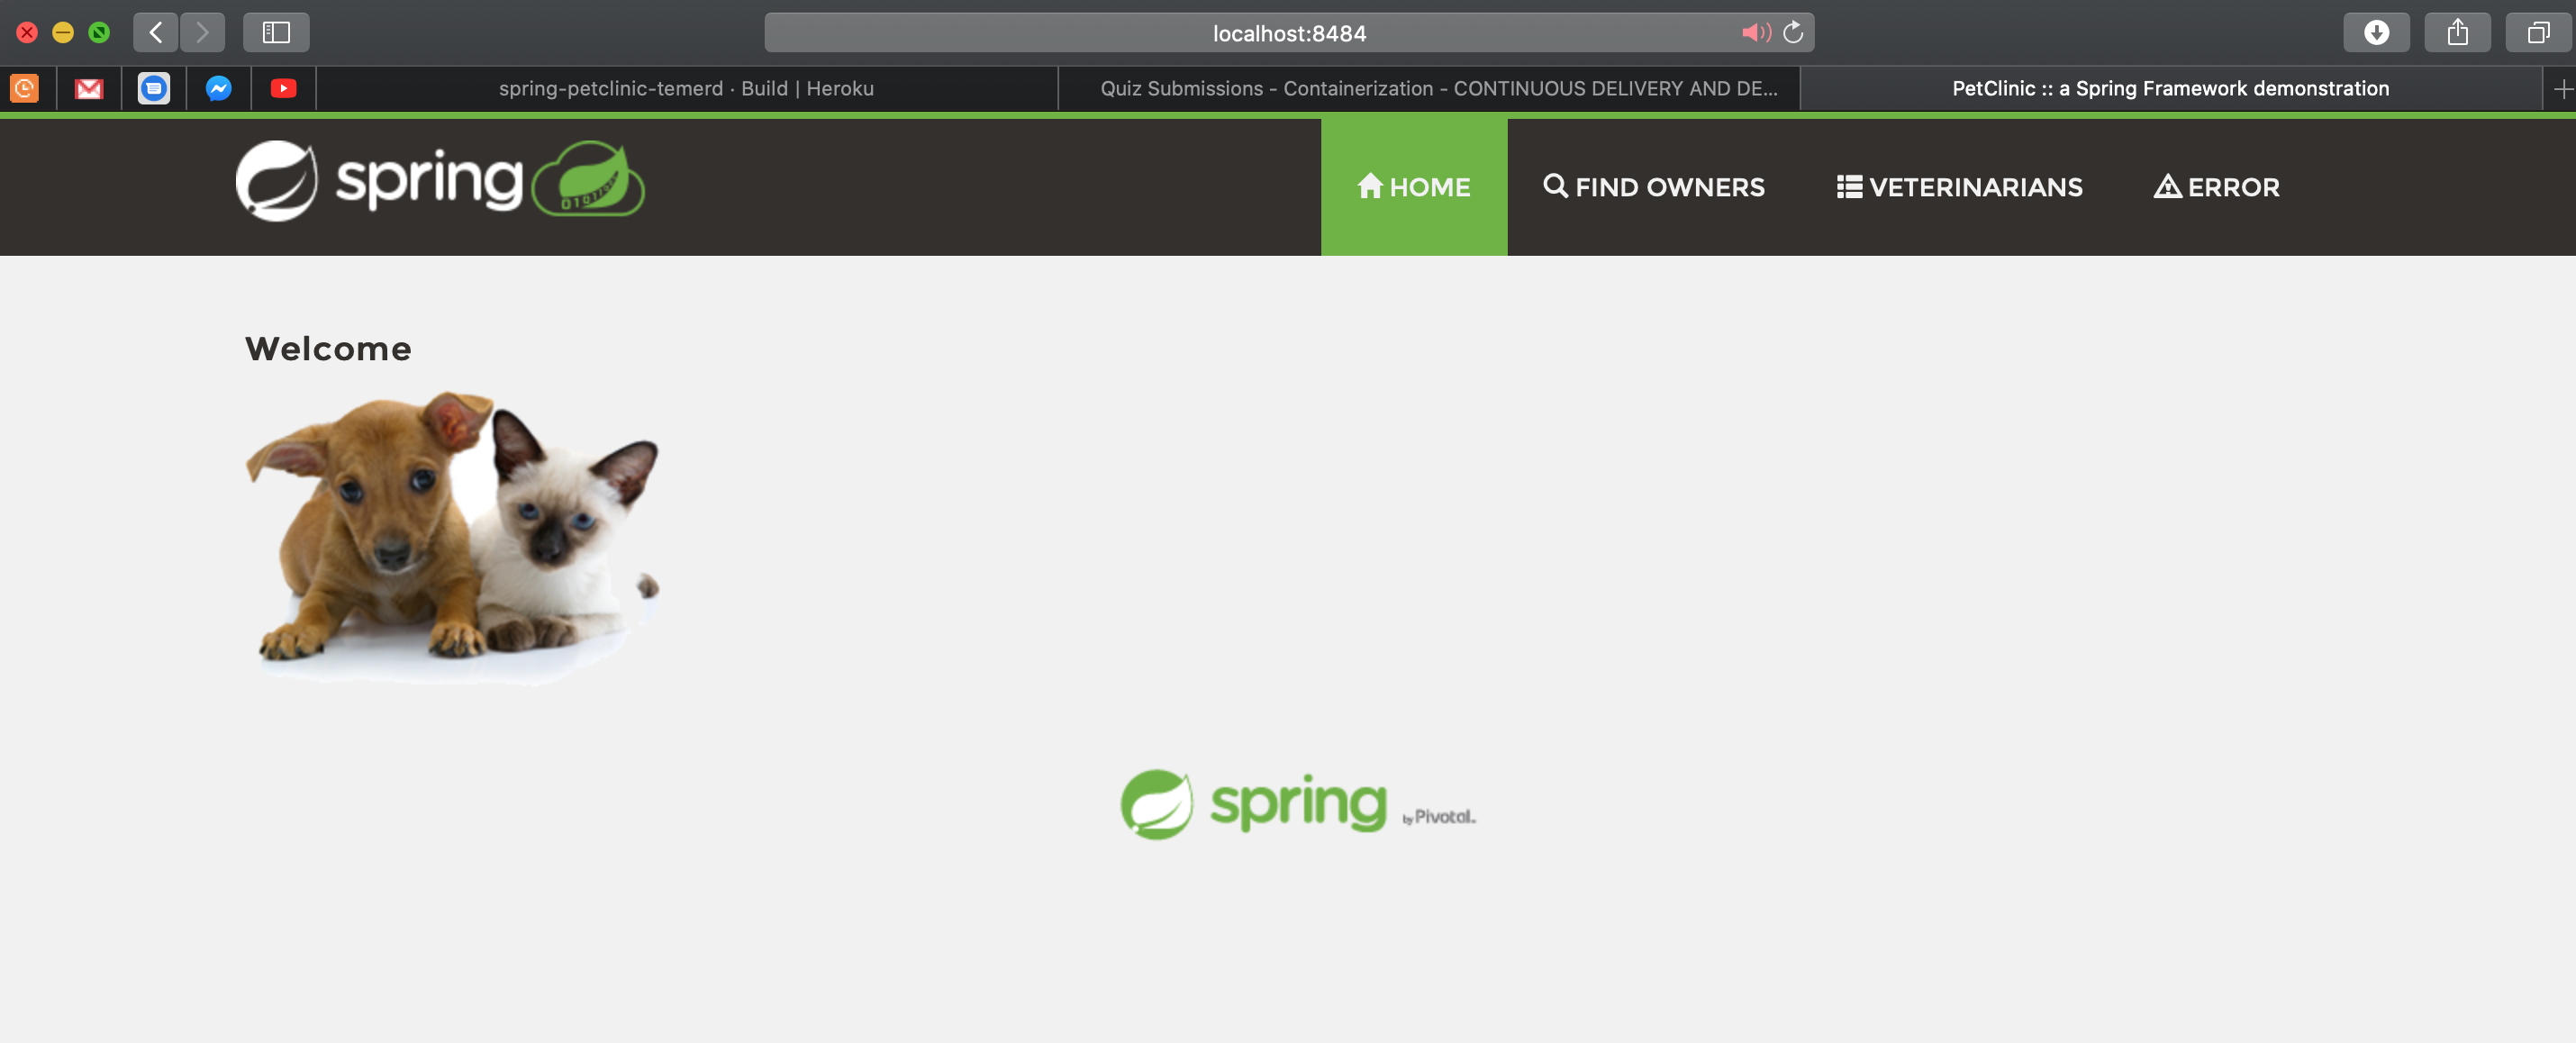 localhost:8484
spring-petclinic-temerd · Build | Heroku
Quiz Submissions - Containerization - CONTINUOUS DELIVERY AND DE...
PetClinic :: a Spring Framework demonstration
spring
HOME
FIND OWNERS
VETERINARIANS
ERROR
Welcome
spring by Pivotal.